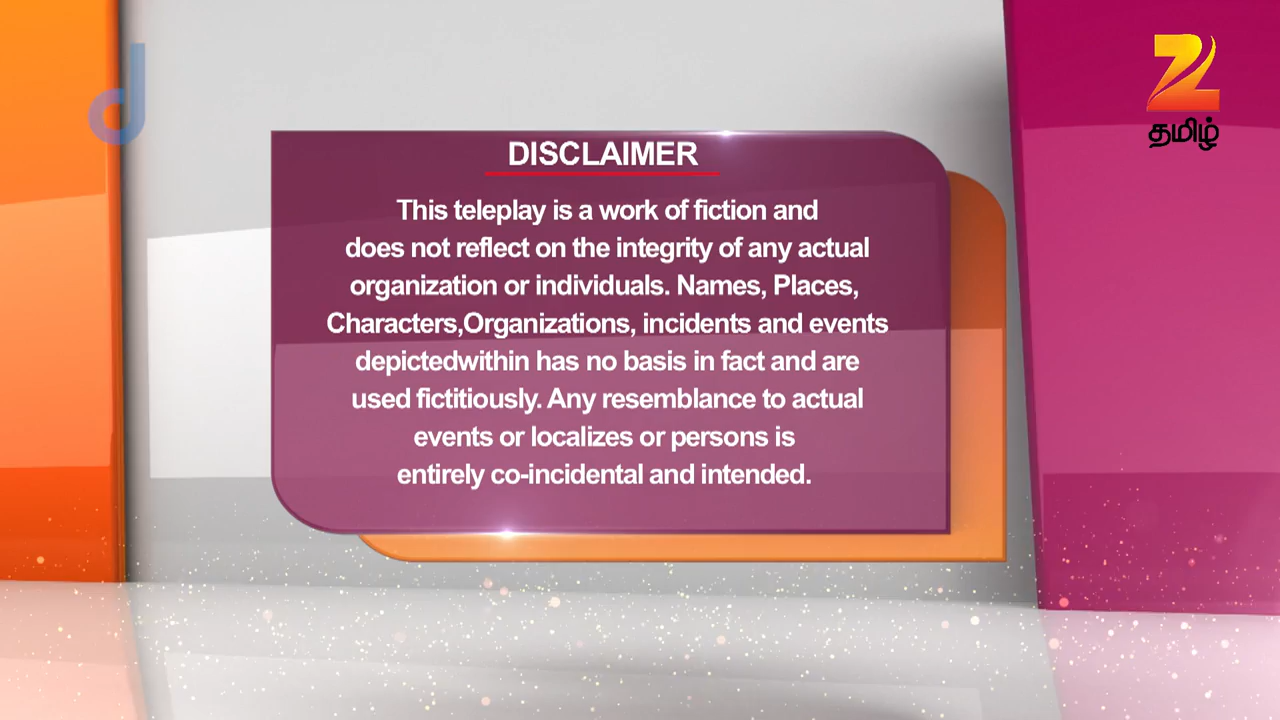 தமிழ்
DISCLAIMER
This teleplay is a work of fiction and
does not reflect on the integrity of any actual
organization or individuals. Names, Places,
Characters,Organizations, incidents and events
depictedwithin has no basis in fact and are
used fictitiously. Any resemblance to actual
events or localizes or persons is
entirely co-incidental and intended.